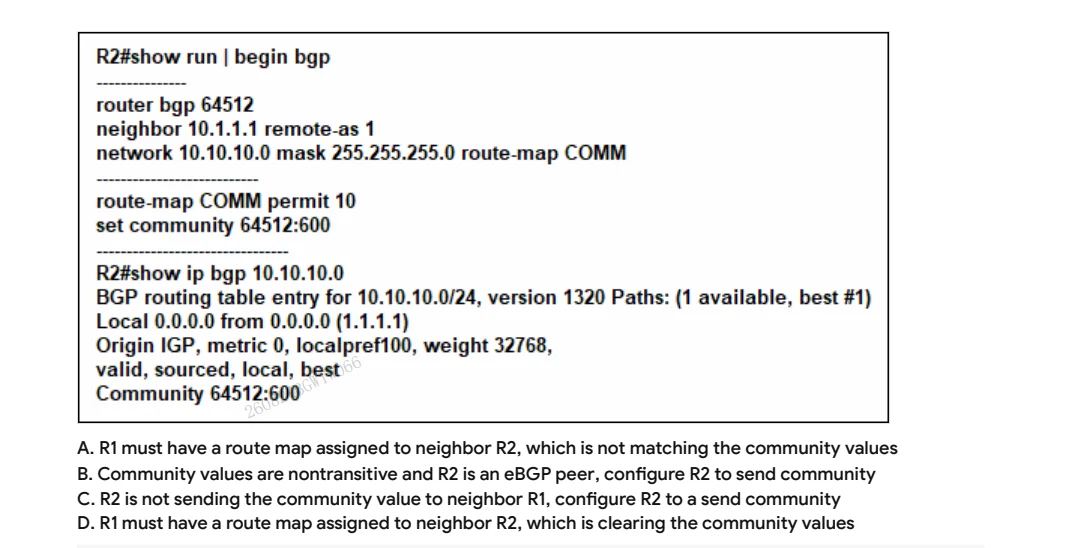 R2#show run | begin bgp
---------------
router bgp 64512
neighbor 10.1.1.1 remote-as 1
network 10.10.10.0 mask 255.255.255.0 route-map COMM
---------------------------
route-map COMM permit 10
set community 64512:600
--------------------------------
R2#show ip bgp 10.10.10.0
BGP routing table entry for 10.10.10.0/24, version 1320 Paths: (1 available, best #1)
Local 0.0.0.0 from 0.0.0.0 (1.1.1.1)
Origin IGP, metric 0, localpref100, weight 32768,
valid, sourced, local, best
Community 64512:600
A. R1 must have a route map assigned to neighbor R2, which is not matching the community values
B. Community values are nontransitive and R2 is an eBGP peer, configure R2 to send community
C. R2 is not sending the community value to neighbor R1, configure R2 to a send community
D. R1 must have a route map assigned to neighbor R2, which is clearing the community values